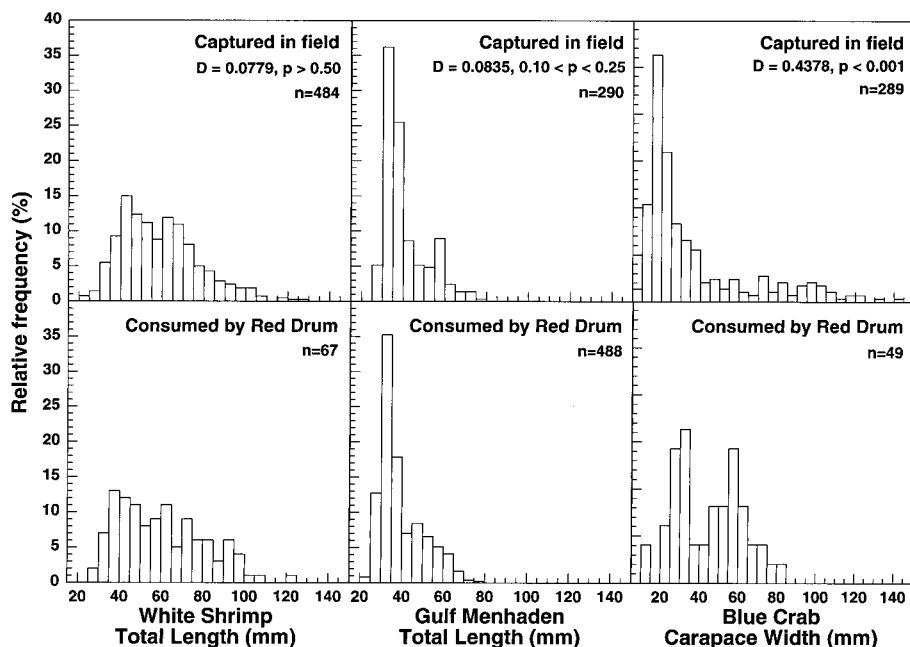 Relative frequency (%)
40
35
30
25
20
15
10
5
0
Captured in field
D = 0.0779, p > 0.50
n=484
Captured in field
D = 0.0835, 0.10 < p < 0.25
n=290
Captured in field
D = 0.4378, p < 0.001
n=289
35
30
25
20
15
10
5
0
Consumed by Red Drum
n=67
Consumed by Red Drum
n=488
Consumed by Red Drum
n=49
20 40 60 80 100 120 140
White Shrimp
Total Length (mm)
20 40 60 80 100 120 140
Gulf Menhaden
Total Length (mm)
20 40 60 80 100 120 140
Blue Crab
Carapace Width (mm)